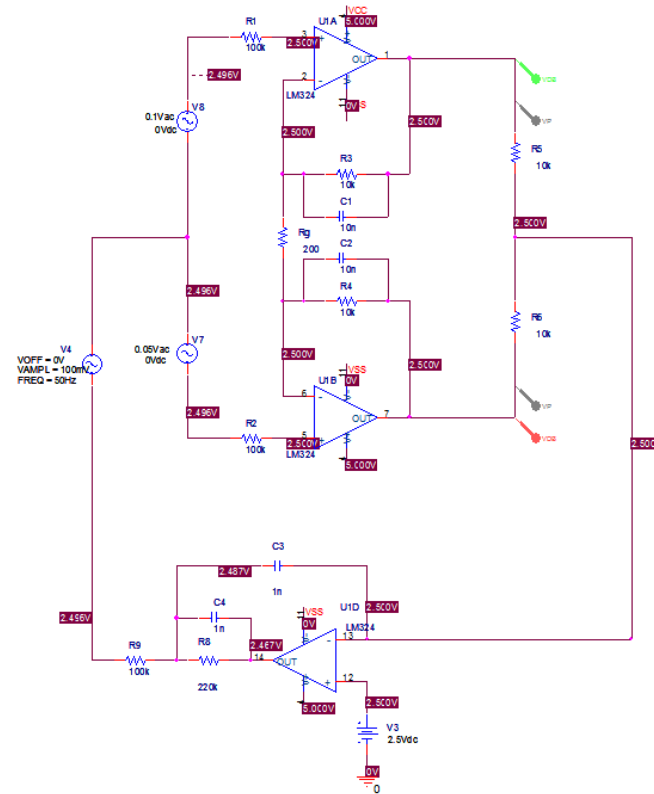 R1
100k
2.500V
3
+
U1A
VCC
5.000V
OUT
1
2
-
LM324
11
0V
2.496V
V8
0.1Vac
0Vdc
2.500V
2.500V
R3
10k
C1
10n
Rg
200
C2
10n
R4
10k
R5
10k
2.500V
R6
10k
2.496V
V4
VOFF = 0V
VAMPL = 100mV
FREQ = 50Hz
V7
0.05Vac
0Vdc
2.496V
2.500V
2.500V
U1B
VSS
11
0V
6
-
OUT
7
5
+
R2
100k
2.500V
LM324
5.000V
2.500
C3
1n
2.487V
2.500V
C4
1n
VSS
11
0V
U1D
LM324
2.496V
R9
100k
R8
220k
2.467V
14
OUT
-
13
+
12
5.000V
2.500V
V3
2.5Vdc
0V
0